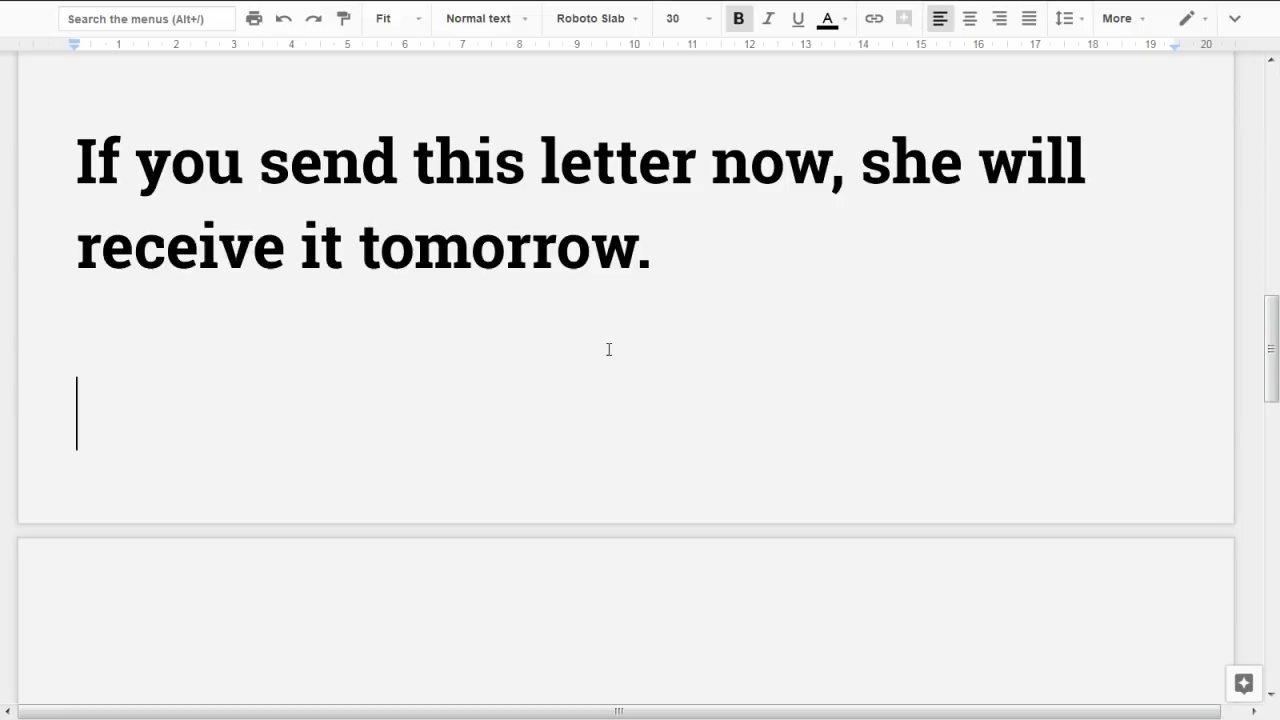 Search the menus (Alt+/) Fit Normal text Roboto Slab 30 B I U A More
1 2 3 4 5 6 7 8 9 10 11 12 13 14 15 16 17 18 19 20
If you send this letter now, she will
receive it tomorrow.